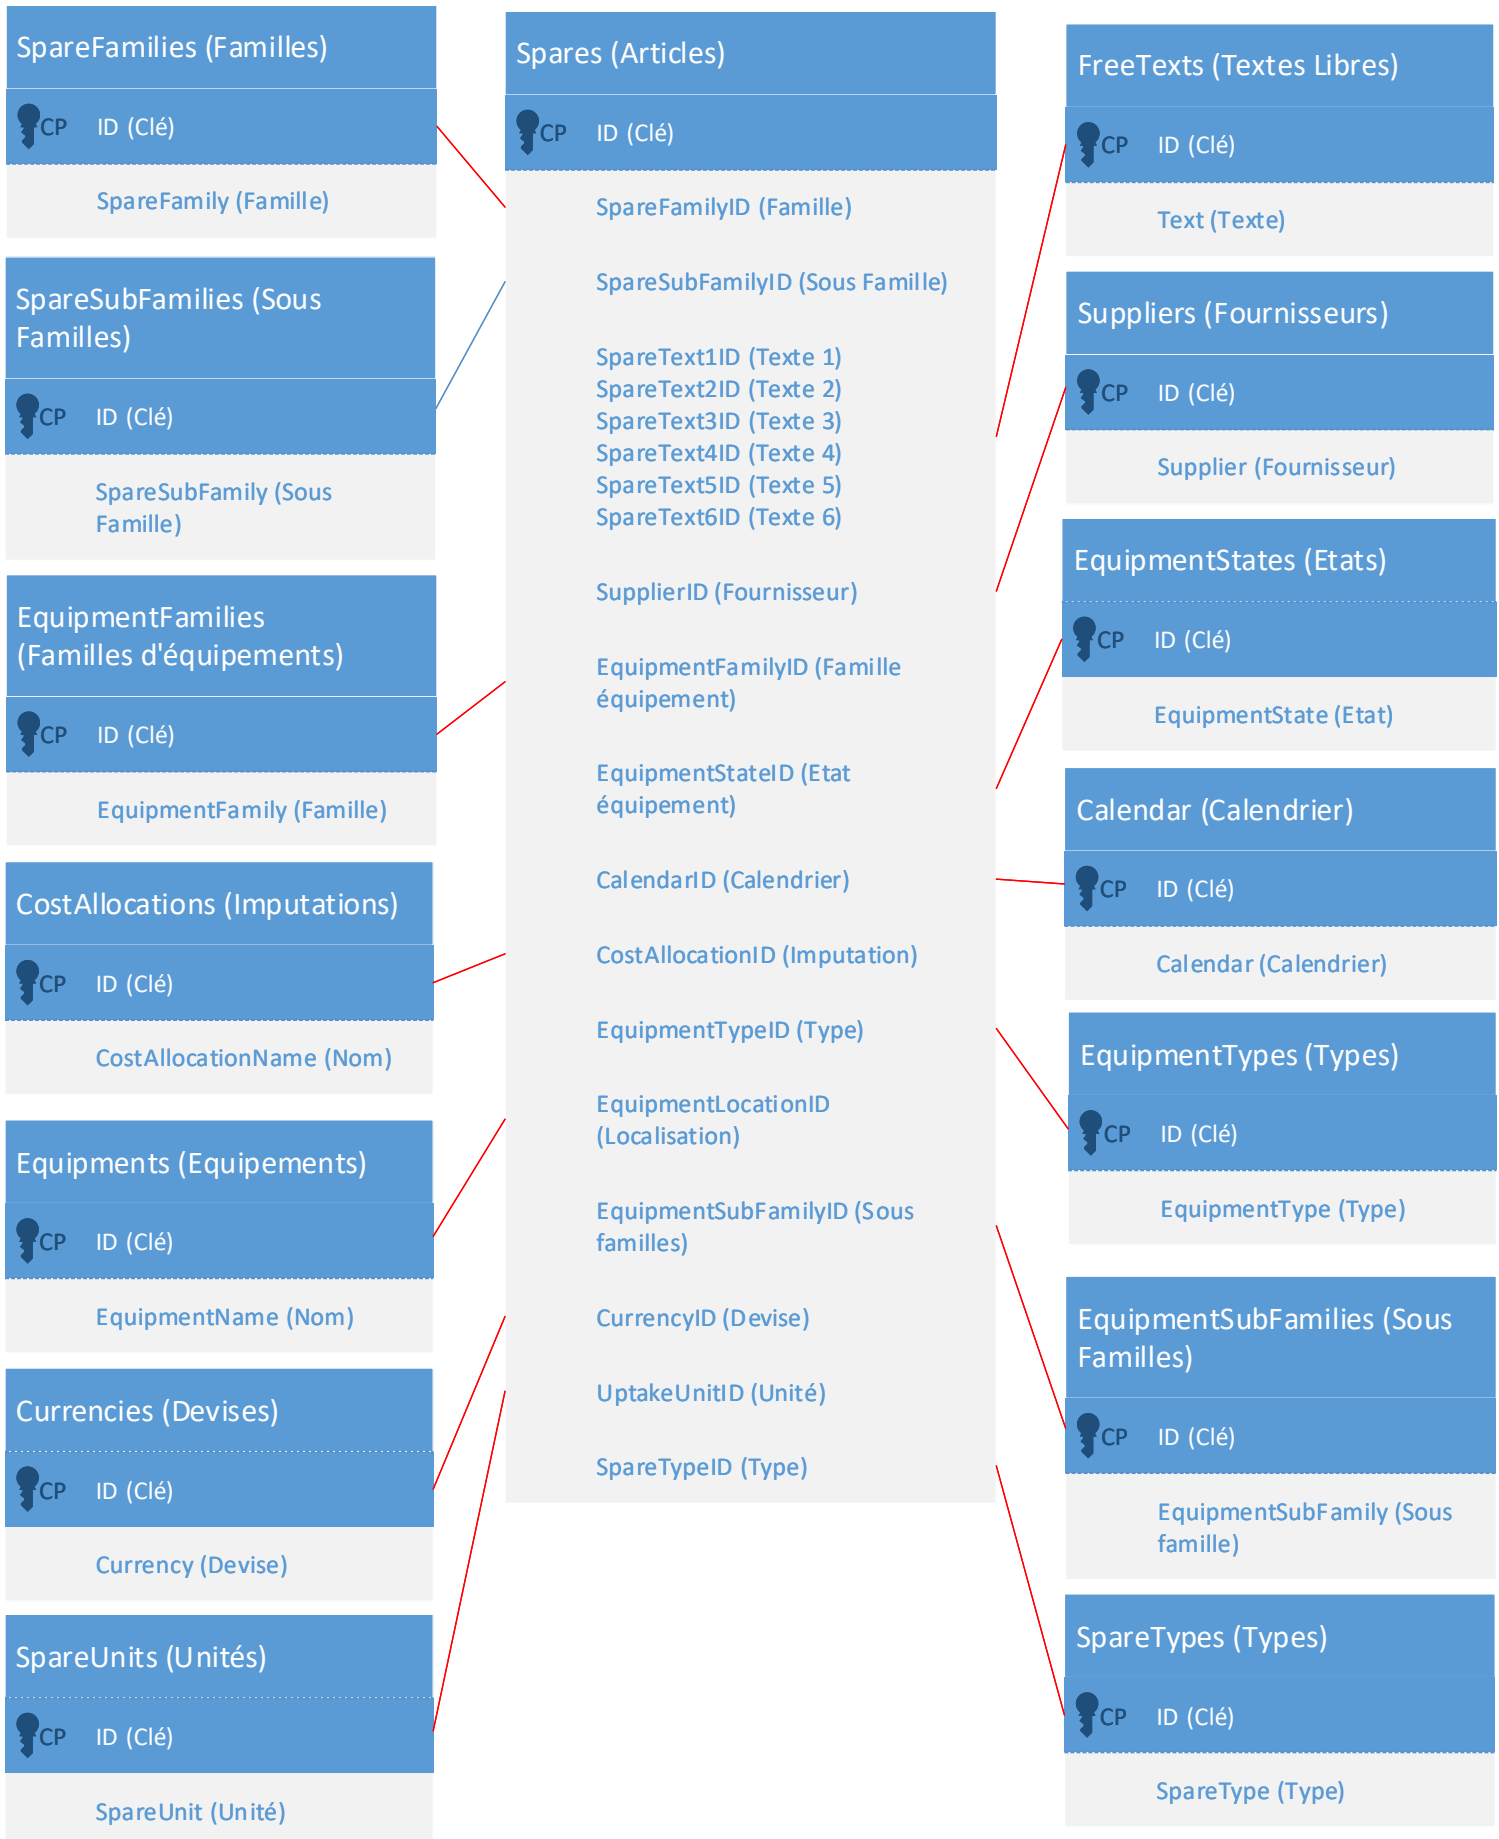 SpareFamilies (Familles)
CP ID (Clé)
SpareFamily (Famille)
SpareSubFamilies (Sous
Familles)
CP ID (Clé)
SpareSubFamily (Sous
Famille)
EquipmentFamilies
(Familles d'équipements)
CP ID (Clé)
EquipmentFamily (Famille)
CostAllocations (Imputations)
CP ID (Clé)
CostAllocationName (Nom)
Equipments (Equipements)
CP ID (Clé)
EquipmentName (Nom)
Currencies (Devises)
CP ID (Clé)
Currency (Devise)
SpareUnits (Unités)
CP ID (Clé)
SpareUnit (Unité)
Spares (Articles)
CP ID (Clé)
SpareFamilyID (Famille)
SpareSubFamilyID (Sous Famille)
SpareText1ID (Texte 1)
SpareText2ID (Texte 2)
SpareText3ID (Texte 3)
SpareText4ID (Texte 4)
SpareText5ID (Texte 5)
SpareText6ID (Texte 6)
SupplierID (Fournisseur)
EquipmentFamilyID (Famille
équipement)
EquipmentStateID (Etat
équipement)
CalendarID (Calendrier)
CostAllocationID (Imputation)
EquipmentTypeID (Type)
EquipmentLocationID
(Localisation)
EquipmentSubFamilyID (Sous
familles)
CurrencyID (Devise)
UptakeUnitID (Unité)
SpareTypeID (Type)
FreeTexts (Textes Libres)
CP ID (Clé)
Text (Texte)
Suppliers (Fournisseurs)
CP ID (Clé)
Supplier (Fournisseur)
EquipmentStates (Etats)
CP ID (Clé)
EquipmentState (Etat)
Calendar (Calendrier)
CP ID (Clé)
Calendar (Calendrier)
EquipmentTypes (Types)
CP ID (Clé)
EquipmentType (Type)
EquipmentSubFamilies (Sous
Familles)
CP ID (Clé)
EquipmentSubFamily (Sous
famille)
SpareTypes (Types)
CP ID (Clé)
SpareType (Type)